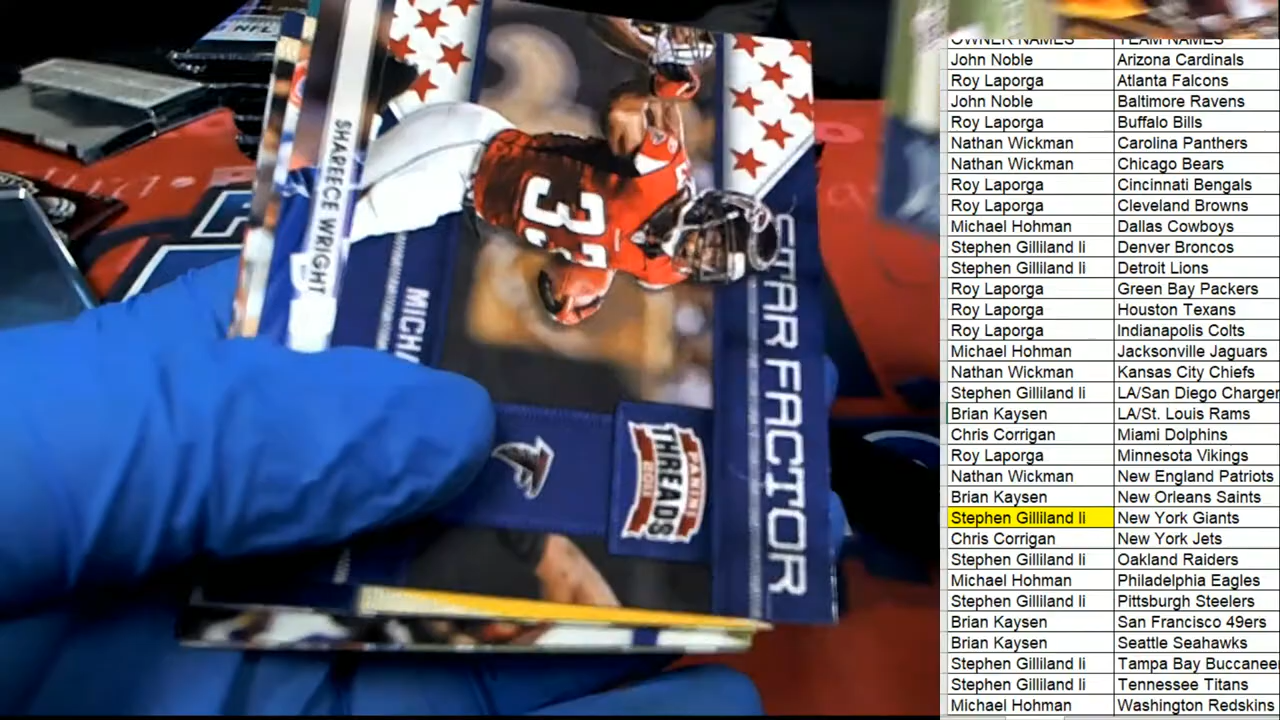 NFL
SHAREECE WRIGHT
MICHA
33
STAR FACTOR
PANINI
THREADS
2011
OWNER NAMES TEAM NAMES
John Noble Arizona Cardinals
Roy Laporga Atlanta Falcons
John Noble Baltimore Ravens
Roy Laporga Buffalo Bills
Nathan Wickman Carolina Panthers
Nathan Wickman Chicago Bears
Roy Laporga Cincinnati Bengals
Roy Laporga Cleveland Browns
Michael Hohman Dallas Cowboys
Stephen Gilliland Ii Denver Broncos
Stephen Gilliland Ii Detroit Lions
Roy Laporga Green Bay Packers
Roy Laporga Houston Texans
Roy Laporga Indianapolis Colts
Michael Hohman Jacksonville Jaguars
Nathan Wickman Kansas City Chiefs
Stephen Gilliland Ii LA/San Diego Charger
Brian Kaysen LA/St. Louis Rams
Chris Corrigan Miami Dolphins
Roy Laporga Minnesota Vikings
Nathan Wickman New England Patriots
Brian Kaysen New Orleans Saints
Stephen Gilliland Ii New York Giants
Chris Corrigan New York Jets
Stephen Gilliland Ii Oakland Raiders
Michael Hohman Philadelphia Eagles
Stephen Gilliland Ii Pittsburgh Steelers
Brian Kaysen San Francisco 49ers
Brian Kaysen Seattle Seahawks
Stephen Gilliland Ii Tampa Bay Buccanee
Stephen Gilliland Ii Tennessee Titans
Michael Hohman Washington Redskins